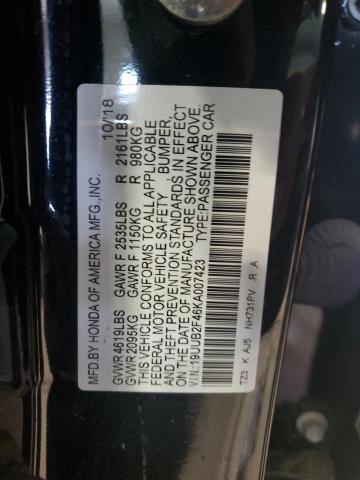 MFD.BY HONDA OF AMERICA MFG.,INC. 10/18
GVWR 4619LBS GAWR F 2535LBS R 2161LBS
GVWR 2095KG GAWR F 1150KG R 980KG
THIS VEHICLE CONFORMS TO ALL APPLICABLE
FEDERAL MOTOR VEHICLE SAFETY , BUMPER,
AND THEFT PREVENTION STANDARDS IN EFFECT
ON THE DATE OF MANUFACTURE SHOWN ABOVE.
V.I.N.:19UUB2F46KA007423 TYPE:PASSENGER CAR
TZ3 K AJ5 NH731PV R .A